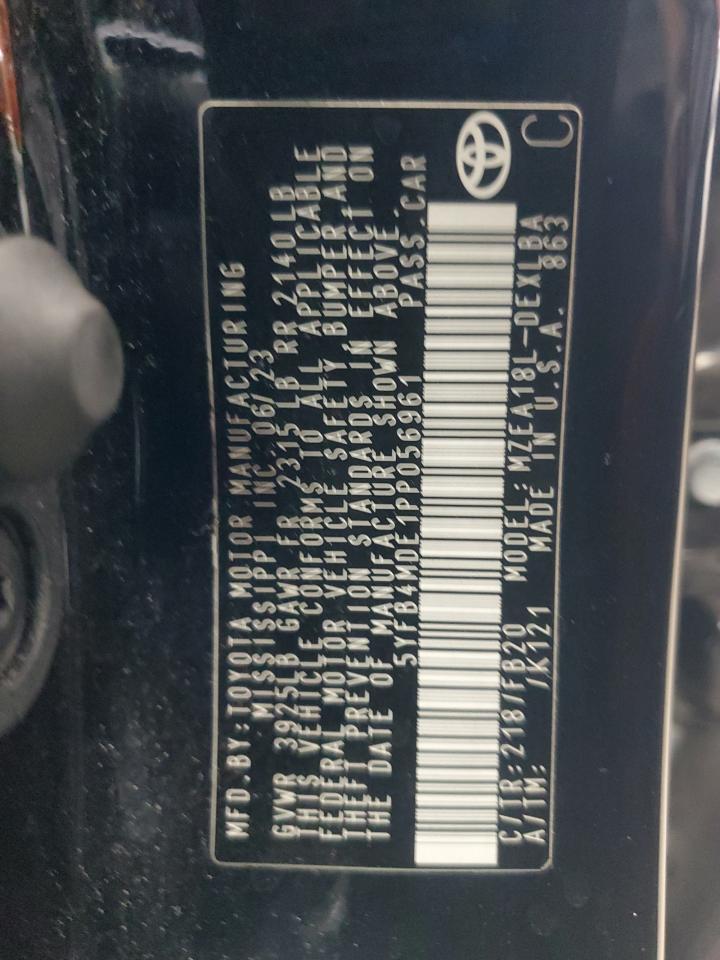 MFD.BY:TOYOTA MOTOR MANUFACTURING
MISSISSIPPI INC.06/23
GVWR 3925LB GAWR FR 2315 LB RR 2140LB
THIS VEHICLE CONFORMS TO ALL APPLICABLE
FEDERAL MOTOR VEHICLE SAFETY BUMPER AND
THEFT PREVENTION STANDARDS IN EFFECT ON
THE DATE OF MANUFACTURE SHOWN ABOVE.
5YFB4MDE1PP056961 PASS.CAR
C/TR:218/FB20 MODEL:MZEA18L-DEXLBA
A/TM: /K121 MADE IN U.S.A. 863
C